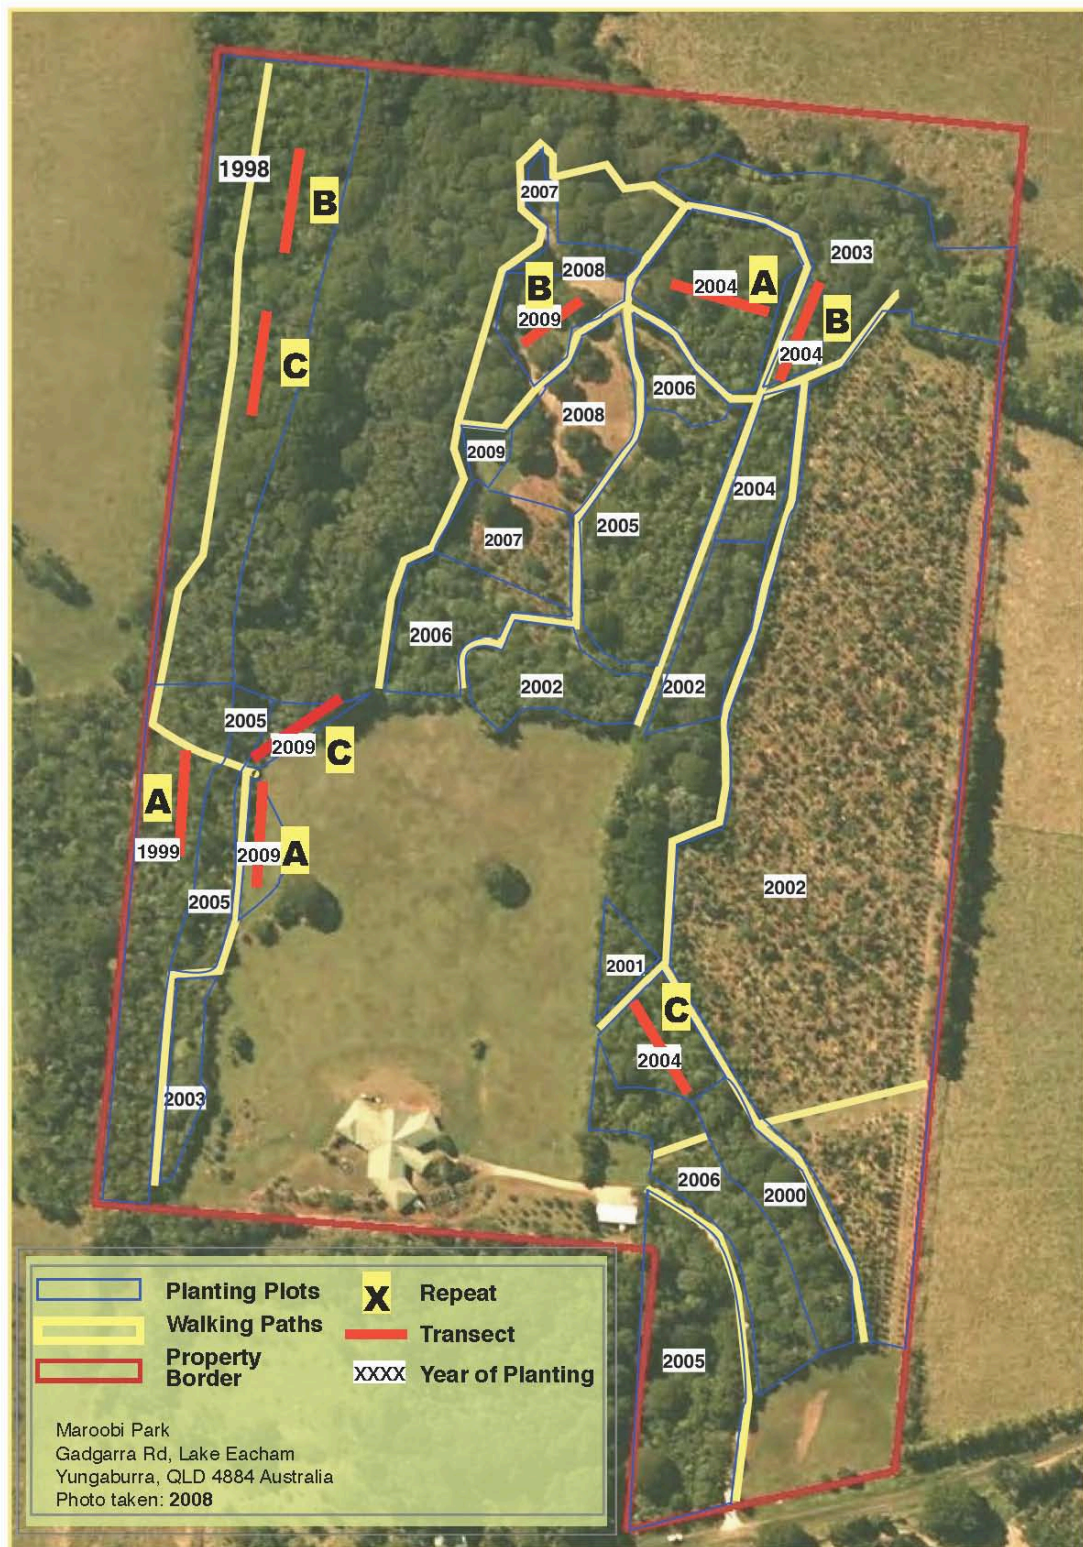 1998
B
2007
2003
2008
B
2004
A
2009
B
2004
C
2006
2008
2009
2004
2005
2007
2006
2002
2002
2005
2009
C
A
1999
2009
A
2002
2005
2001
C
2004
2003
2006
2000
2005
Planting Plots
X
Repeat
Walking Paths
Transect
Property
Border
XXXX
Year of Planting
Maroobi Park
Gadgarra Rd, Lake Eacham
Yungaburra, QLD 4884 Australia
Photo taken: 2008